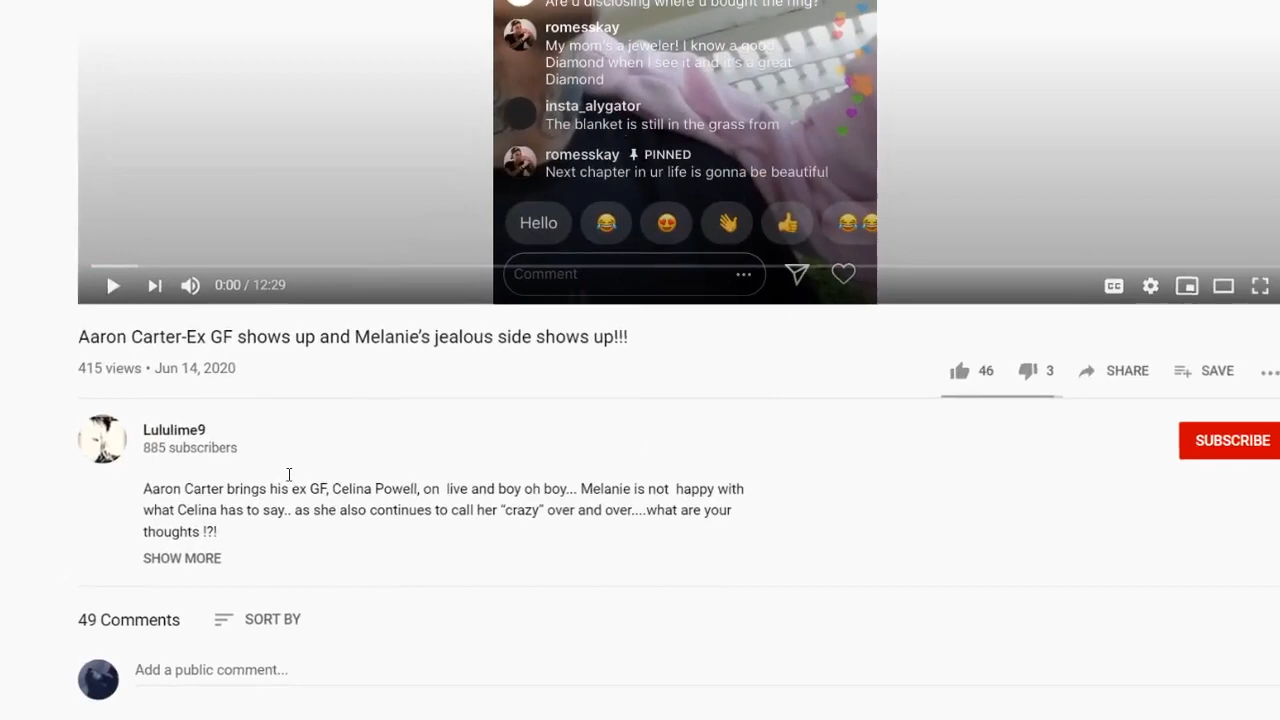 Are u disclosing where u bought the ring?
romesskay
My mom's a jeweler! I know a good
Diamond when I see it and it's a great
Diamond
insta_alygator
The blanket is still in the grass from
romesskay PINNED
Next chapter in ur life is gonna be beautiful
Hello
Comment
0:00 / 12:29
CC
Aaron Carter-Ex GF shows up and Melanie’s jealous side shows up!!!
415 views • Jun 14, 2020
46 3 SHARE SAVE
Lululime9
885 subscribers
SUBSCRIBE
Aaron Carter brings his ex GF, Celina Powell, on live and boy oh boy... Melanie is not happy with
what Celina has to say.. as she also continues to call her “crazy” over and over....what are your
thoughts !?!
SHOW MORE
49 Comments SORT BY
Add a public comment...